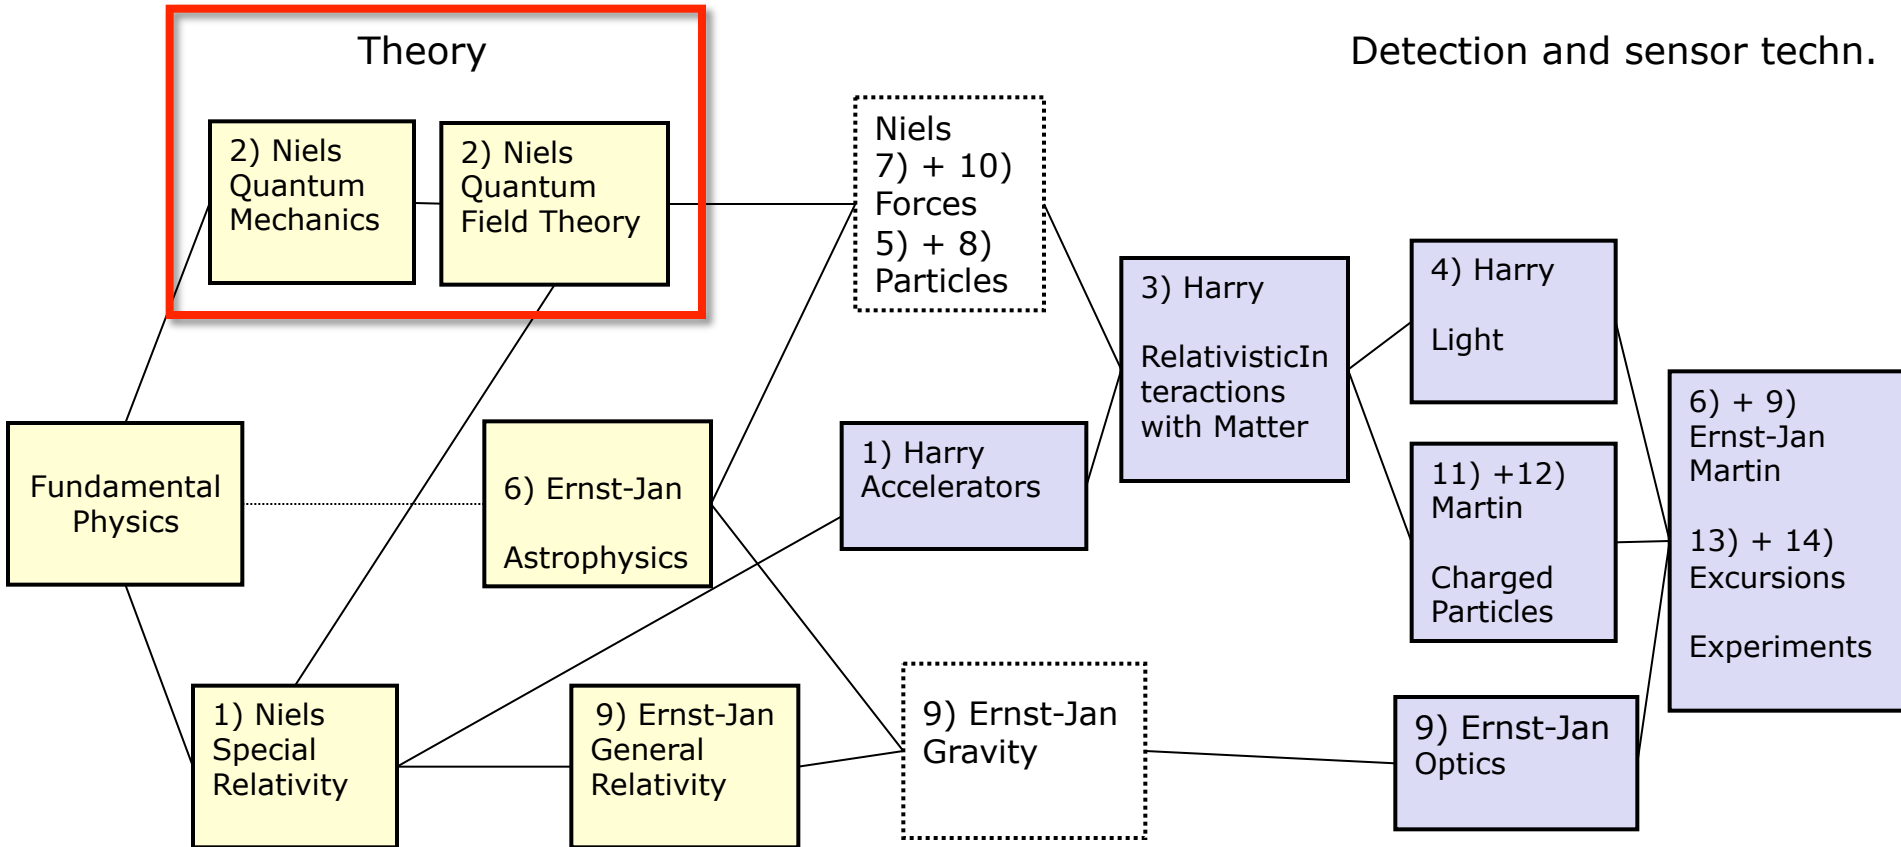 Theory
Detection and sensor techn.
2) Niels
Quantum
Mechanics
2) Niels
Quantum
Field Theory
Niels
7) + 10)
Forces
5) + 8)
Particles
3) Harry
RelativisticIn
teractions
with Matter
4) Harry
Light
Fundamental
Physics
6) Ernst-Jan
Astrophysics
1) Harry
Accelerators
11) +12)
Martin
Charged
Particles
6) + 9)
Ernst-Jan
Martin
13) + 14)
Excursions
Experiments
1) Niels
Special
Relativity
9) Ernst-Jan
General
Relativity
9) Ernst-Jan
Gravity
9) Ernst-Jan
Optics